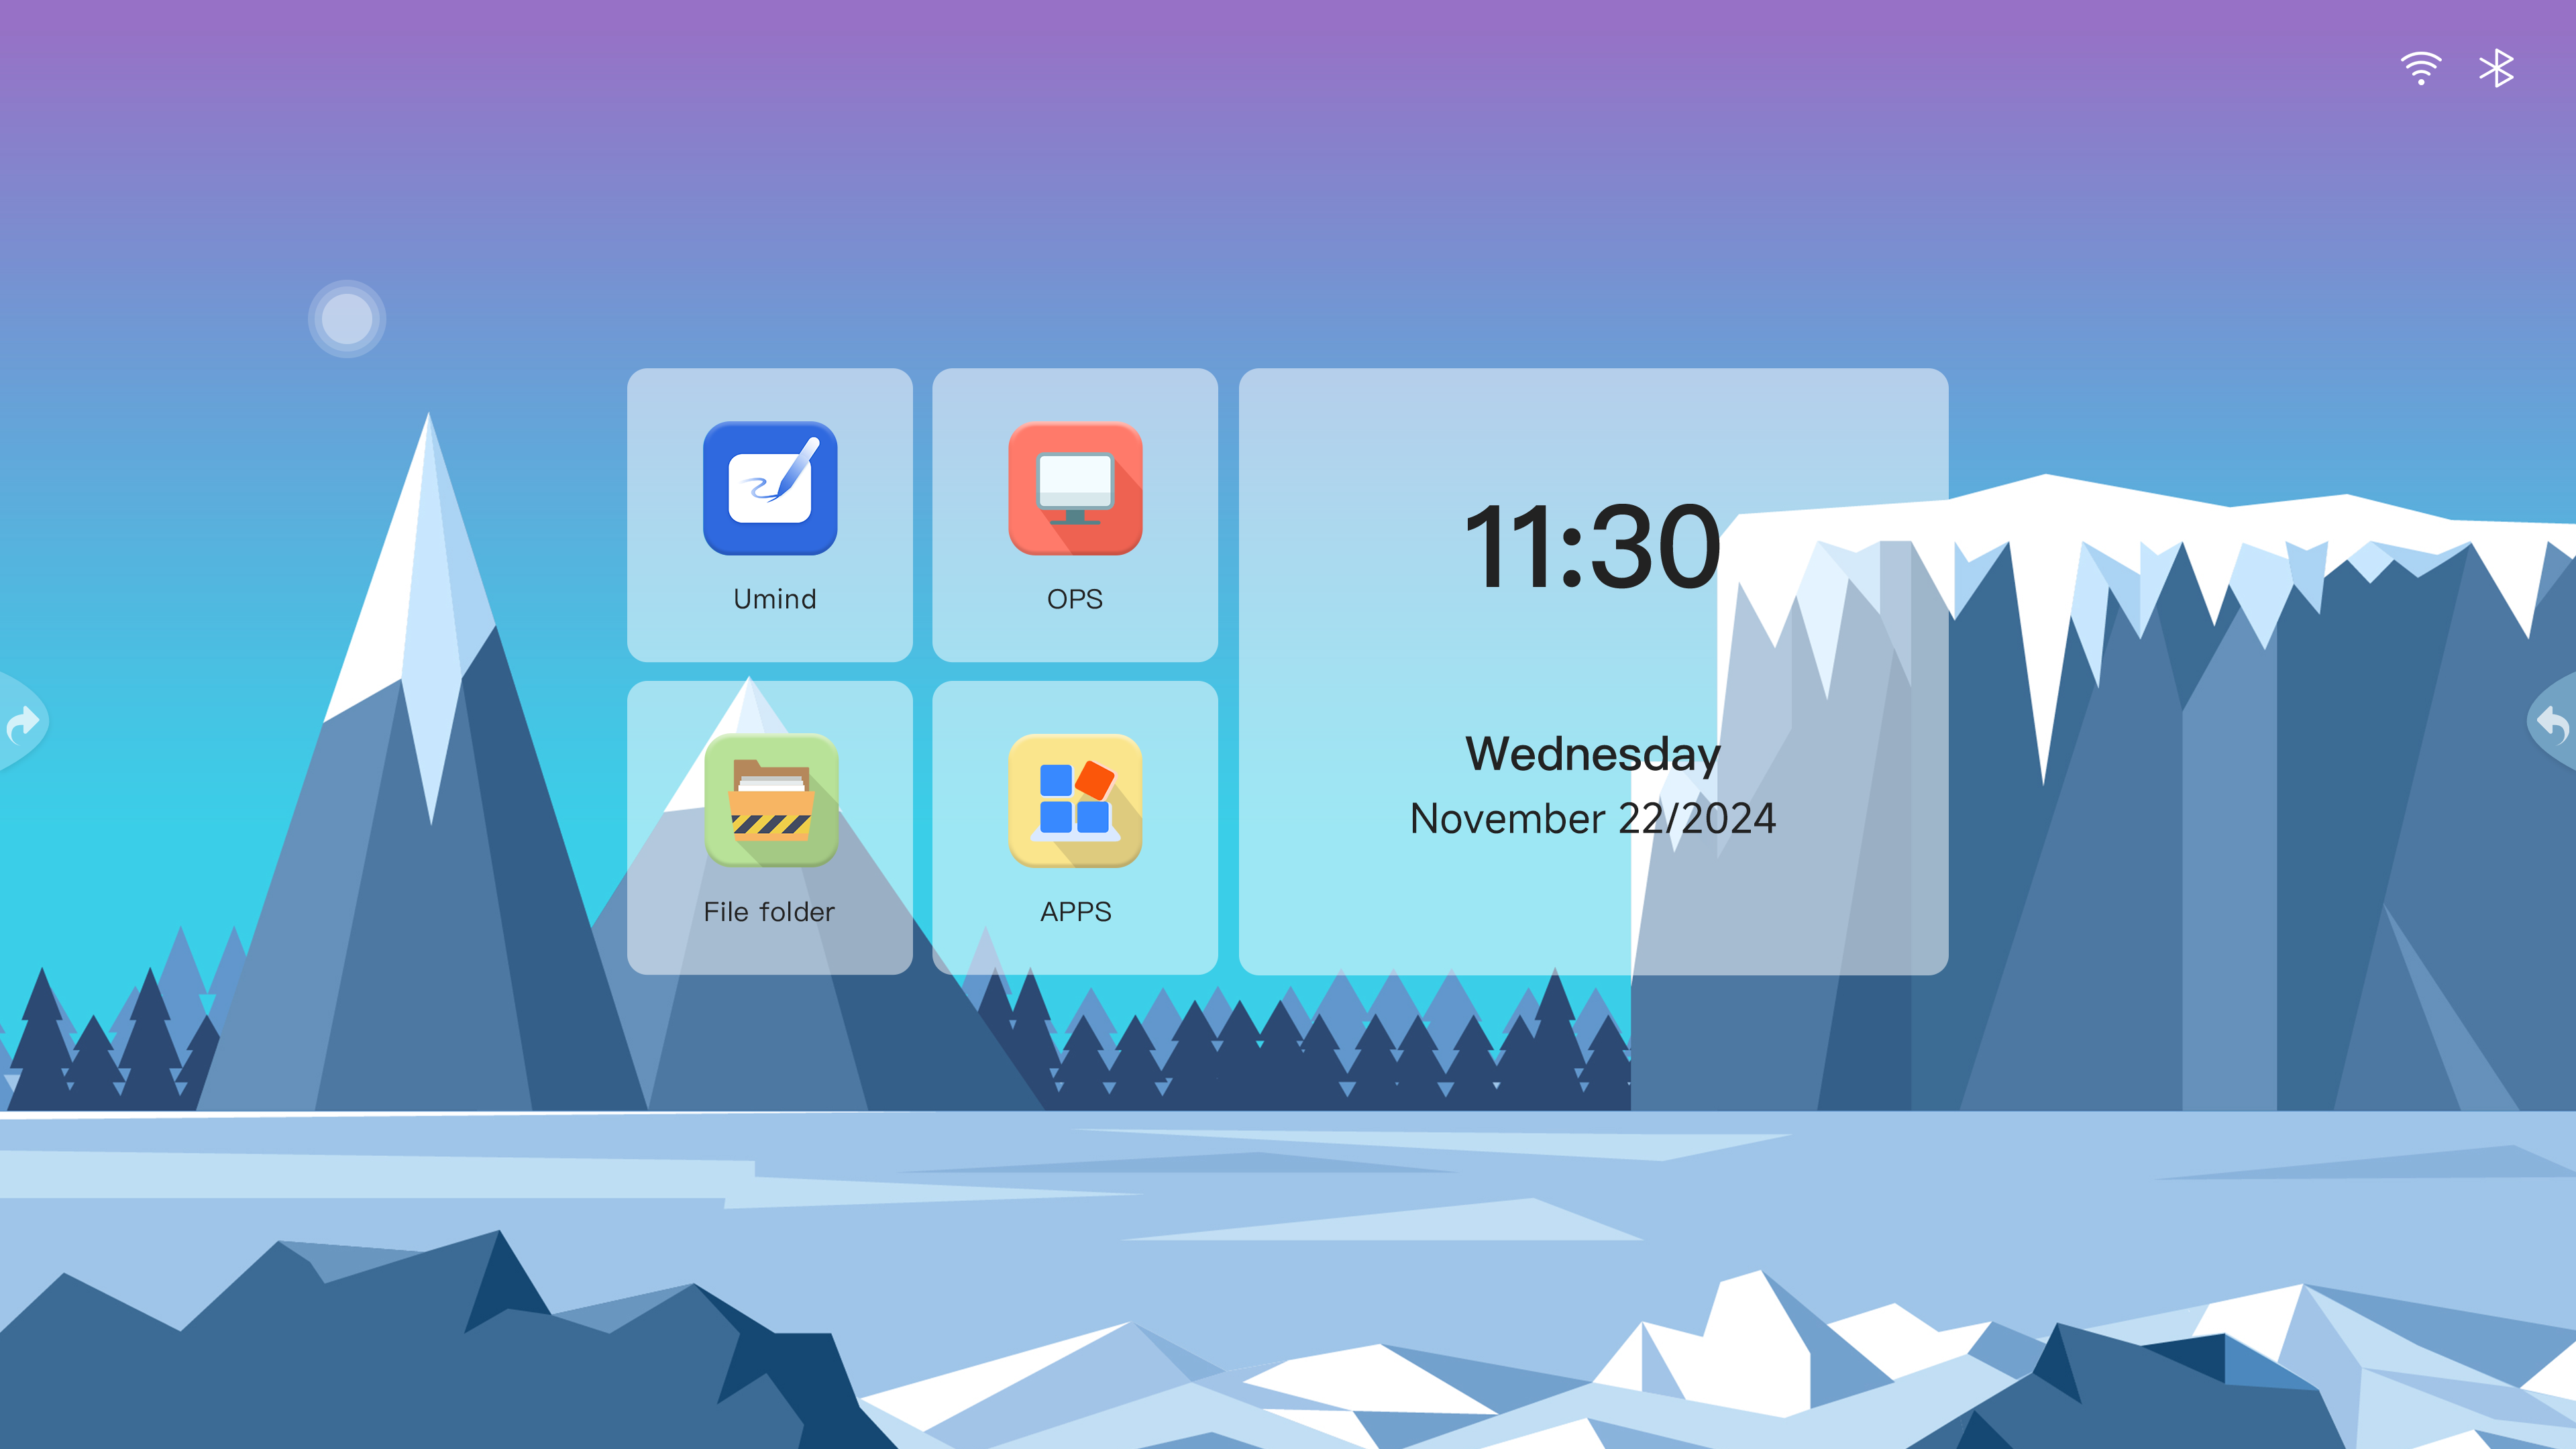 Umind
OPS
11:30
Wednesday
November 22/2024
File folder
APPS